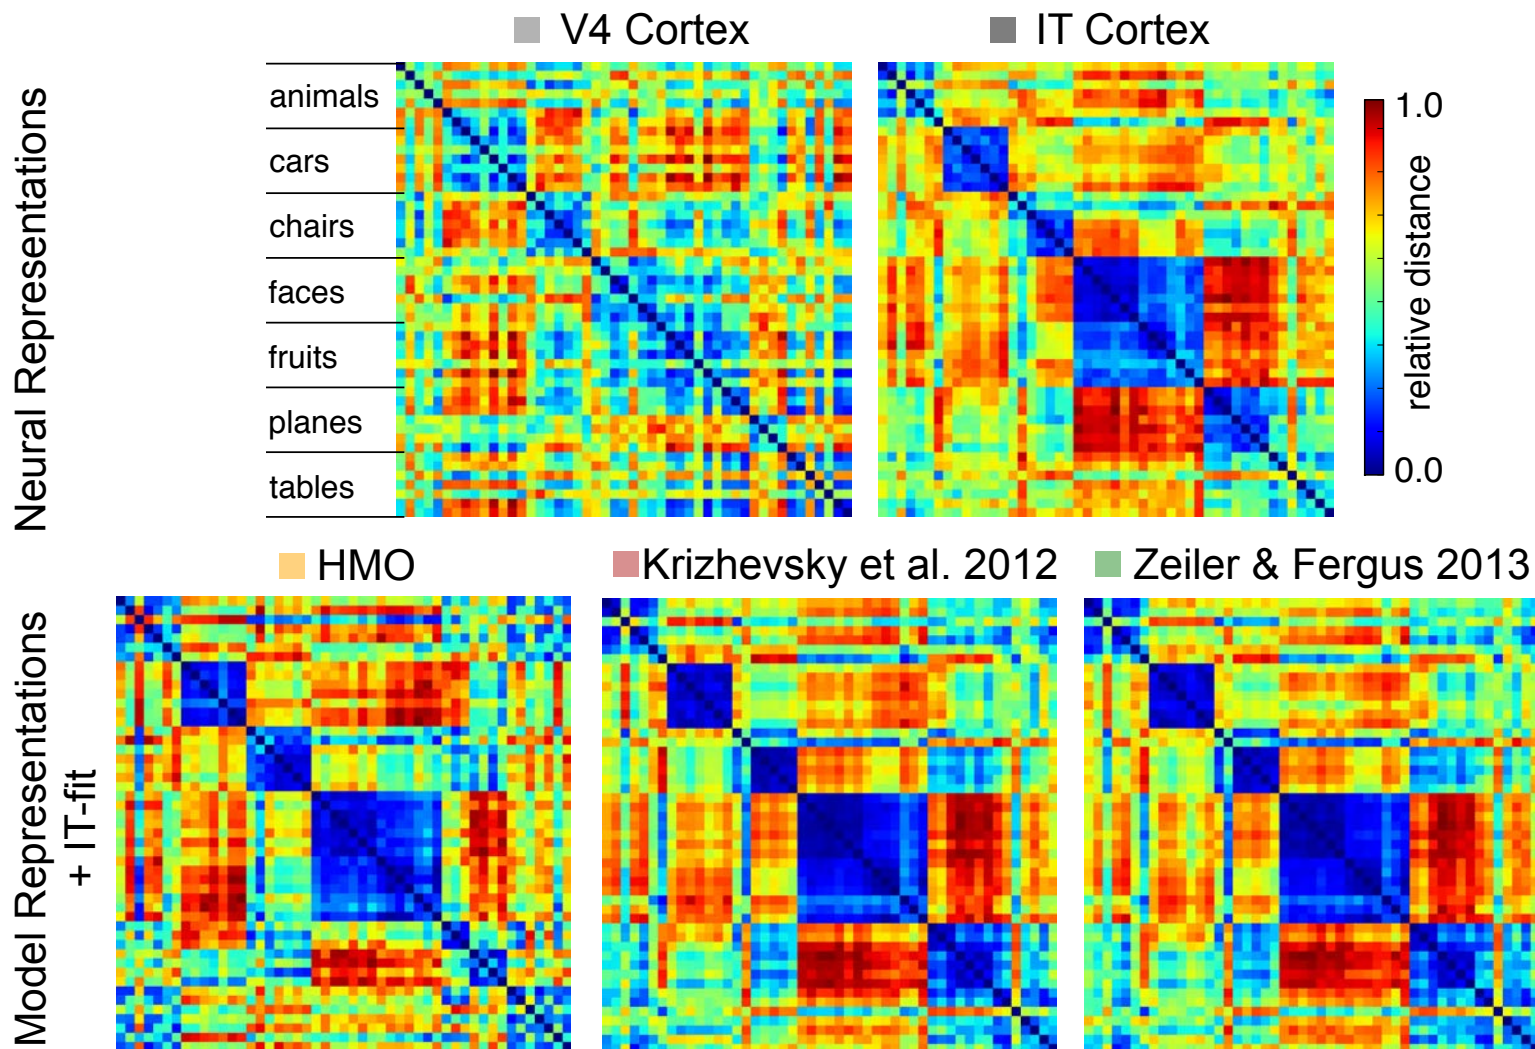 V4 Cortex
IT Cortex
Neural Representations
animals
cars
chairs
faces
fruits
planes
tables
1.0
relative distance
0.0
HMO
Krizhevsky et al. 2012
Zeiler & Fergus 2013
Model Representations
+ IT-fit